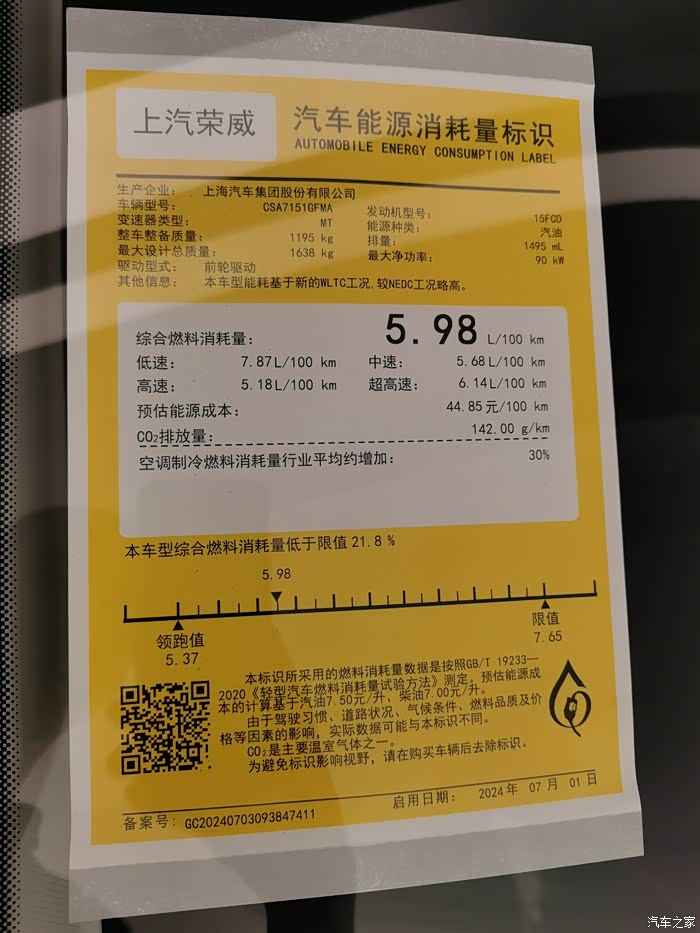 上汽荣威
汽车能源消耗量标识
AUTOMOBILE ENERGY CONSUMPTION LABEL
生产企业: 上海汽车集团股份有限公司
车辆型号: CSA7151GFMA
发动机型号: 15FCD
变速器类型: MT
能源种类: 汽油
整车整备质量: 1195 kg
排量: 1495 mL
最大设计总质量: 1638 kg
最大净功率: 90 kW
驱动型式: 前轮驱动
其他信息: 本车型能耗基于新的WLTC工况,较NEDC工况略高。
综合燃料消耗量: 5.98 L/100 km
低速: 7.87L/100 km 中速: 5.68L/100 km
高速: 5.18L/100 km 超高速: 6.14L/100 km
预估能源成本: 44.85元/100 km
CO₂排放量: 142.00 g/km
空调制冷燃料消耗量行业平均约增加: 30%
本车型综合燃料消耗量低于限值 21.8 %
5.98
领跑值
5.37
限值
7.65
本标识所采用的燃料消耗量数据是按照GB/T 19233—
2020《轻型汽车燃料消耗量试验方法》测定，预估能源成
本的计算基于汽油7.50元/升、柴油7.00元/升。
由于驾驶习惯、道路状况、气候条件、燃料品质及价
格等因素的影响，实际数据可能与本标识不同。
CO₂是主要温室气体之一。
为避免标识影响视野，请在购买车辆后去除标识。
备案号: GC20240703093847411
启用日期: 2024年 07月 01日
汽车之家